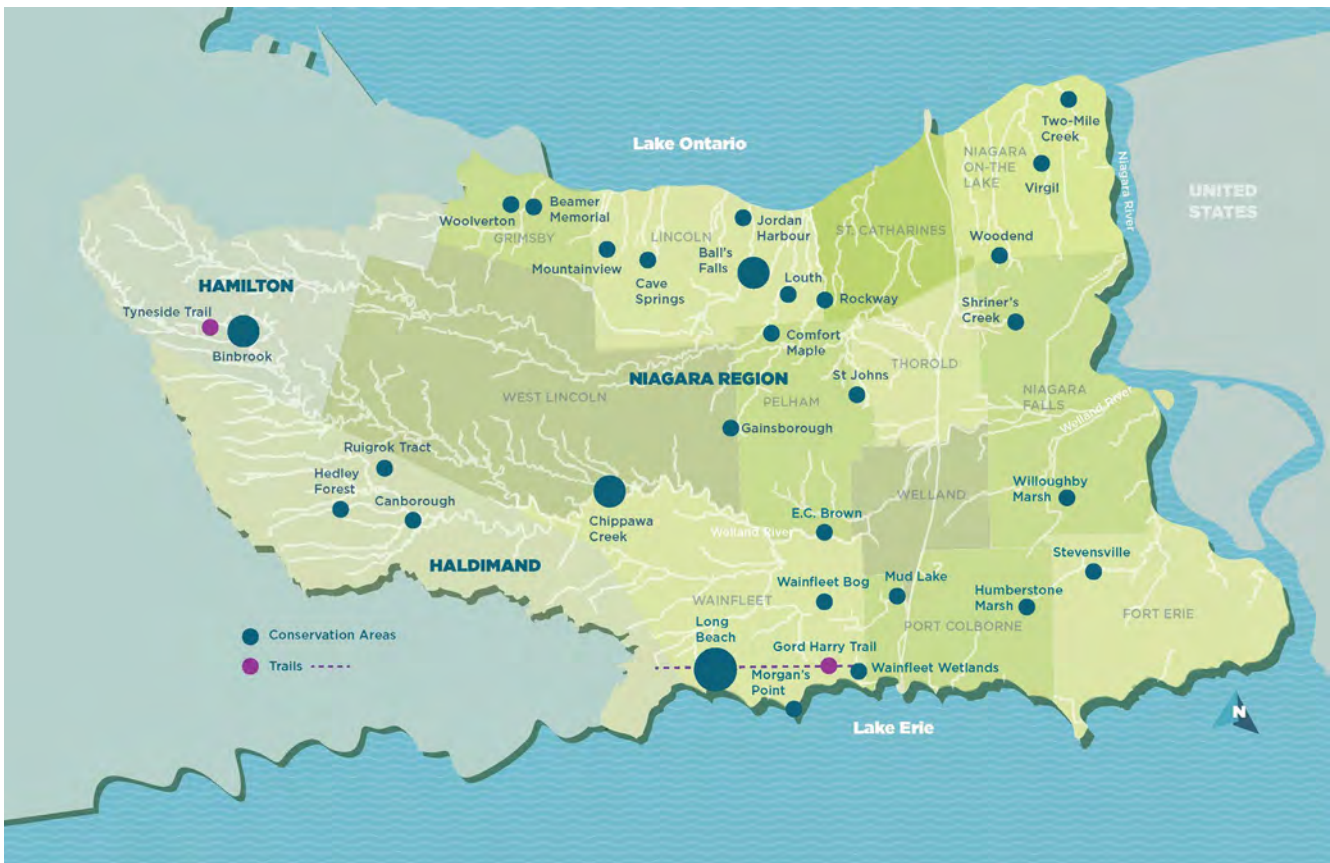 Lake Ontario
Two-Mile
Creek
NIAGARA
ON-THE
LAKE
Virgil
Niagara River
UNITED
STATES
Woolverton
Beamer
Memorial
GRIMSBY
Mountainview
LINCOLN
Cave
Springs
Jordan
Harbour
Ball's
Falls
Louth
ST. CATHARINES
Rockway
Woodend
Shriner's
Creek
HAMILTON
Tyneside Trail
Binbrook
Comfort
Maple
THOROLD
NIAGARA REGION
St Johns
WEST LINCOLN
PELHAM
NIAGARA
FALLS
Welland River
Gainsborough
Ruigrok Tract
Hedley
Forest
Canborough
Chippawa
Creek
WELLAND
Willoughby
Marsh
E.C. Brown
Welland River
HALDIMAND
Stevensville
Wainfleet Bog
Mud Lake
Humberstone
Marsh
WAINFLEET
PORT COLBORNE
FORT ERIE
Long
Beach
Gord Harry Trail
Wainfleet Wetlands
Morgan's
Point
Conservation Areas
Trails
Lake Erie
N